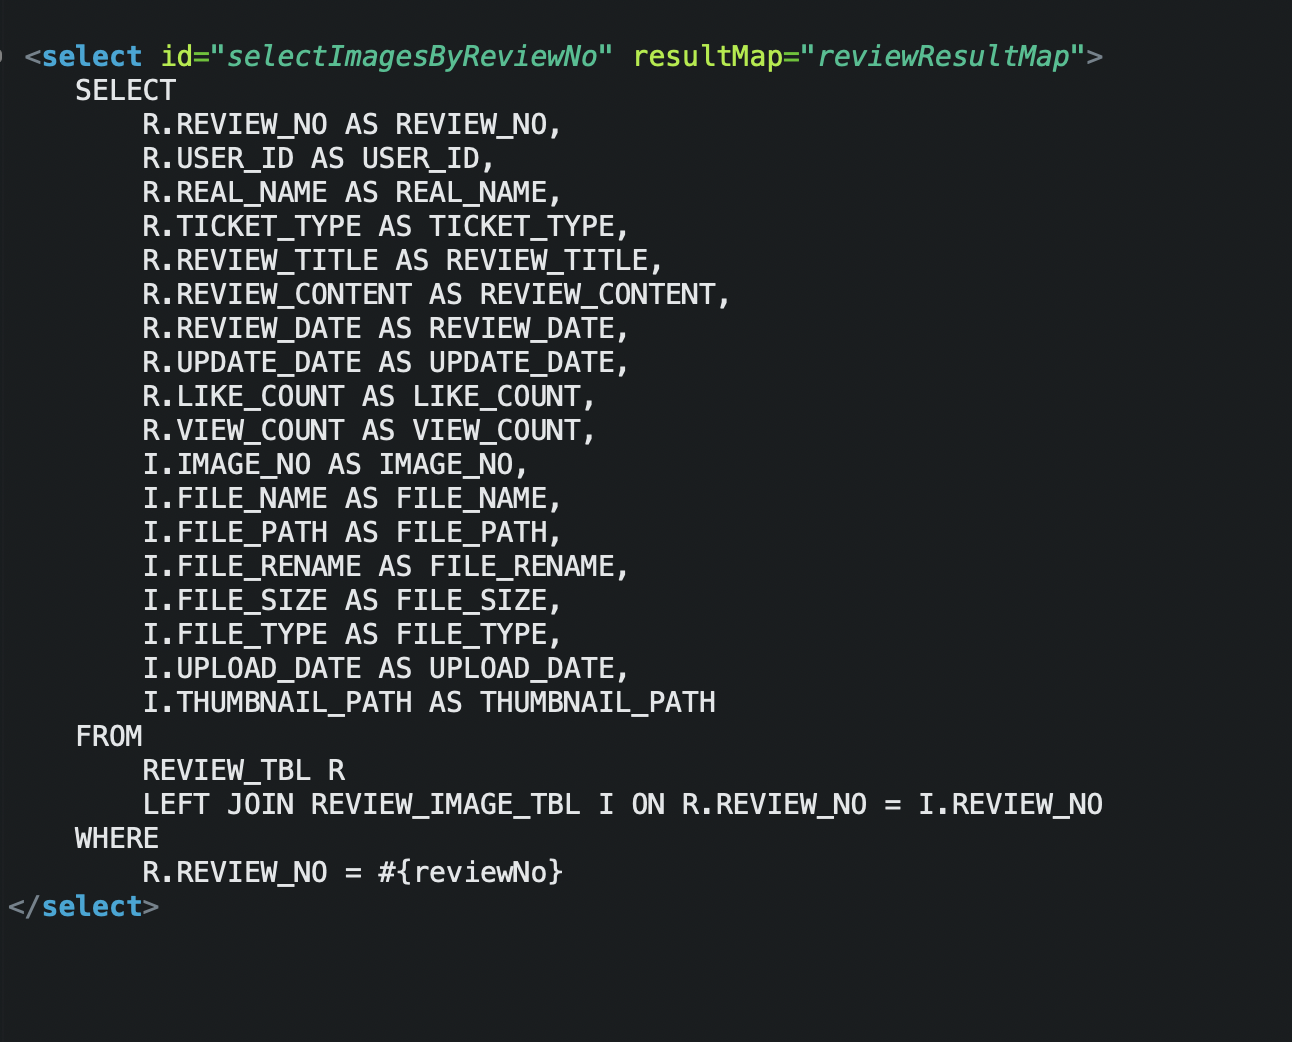 <select id="selectImagesByReviewNo" resultMap="reviewResultMap">
SELECT
R.REVIEW_NO AS REVIEW_NO,
R.USER_ID AS USER_ID,
R.REAL_NAME AS REAL_NAME,
R.TICKET_TYPE AS TICKET_TYPE,
R.REVIEW_TITLE AS REVIEW_TITLE,
R.REVIEW_CONTENT AS REVIEW_CONTENT,
R.REVIEW_DATE AS REVIEW_DATE,
R.UPDATE_DATE AS UPDATE_DATE,
R.LIKE_COUNT AS LIKE_COUNT,
R.VIEW_COUNT AS VIEW_COUNT,
I.IMAGE_NO AS IMAGE_NO,
I.FILE_NAME AS FILE_NAME,
I.FILE_PATH AS FILE_PATH,
I.FILE_RENAME AS FILE_RENAME,
I.FILE_SIZE AS FILE_SIZE,
I.FILE_TYPE AS FILE_TYPE,
I.UPLOAD_DATE AS UPLOAD_DATE,
I.THUMBNAIL_PATH AS THUMBNAIL_PATH
FROM
REVIEW_TBL R
LEFT JOIN REVIEW_IMAGE_TBL I ON R.REVIEW_NO = I.REVIEW_NO
WHERE
R.REVIEW_NO = #{reviewNo}
</select>